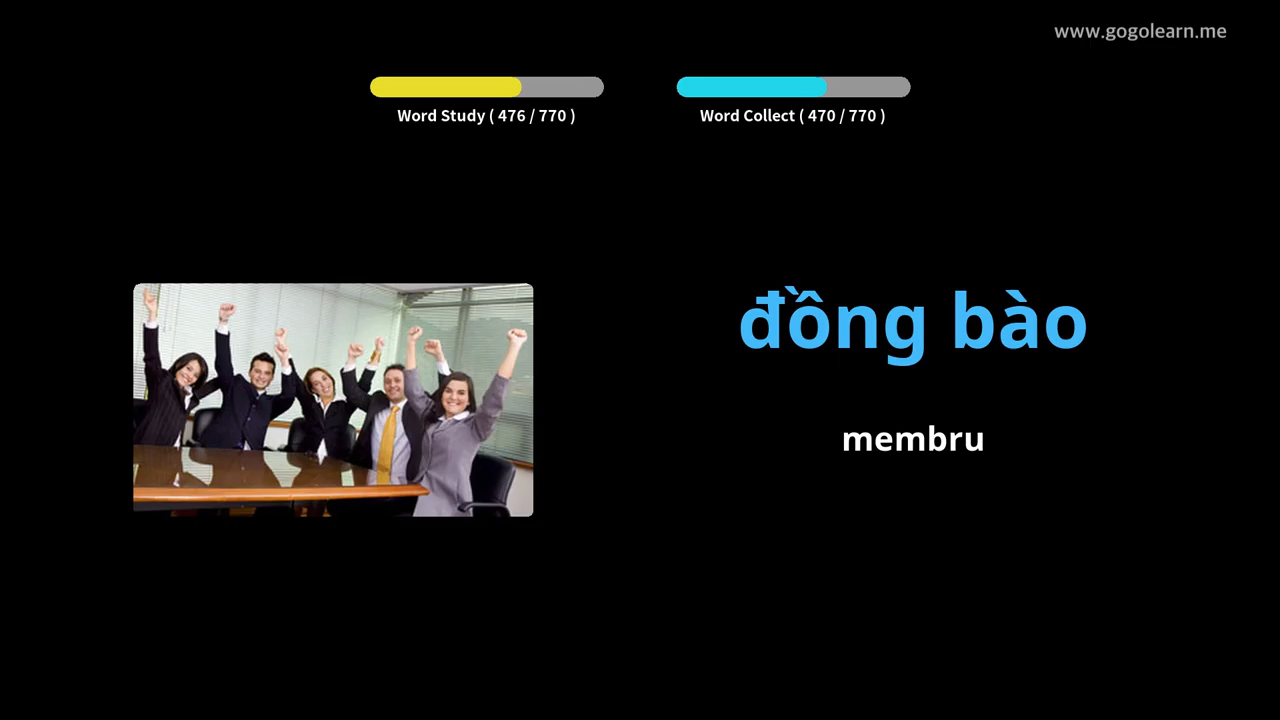 www.gogolearn.me
Word Study ( 476 / 770 )
Word Collect ( 470 / 770 )
đồng bào
membru